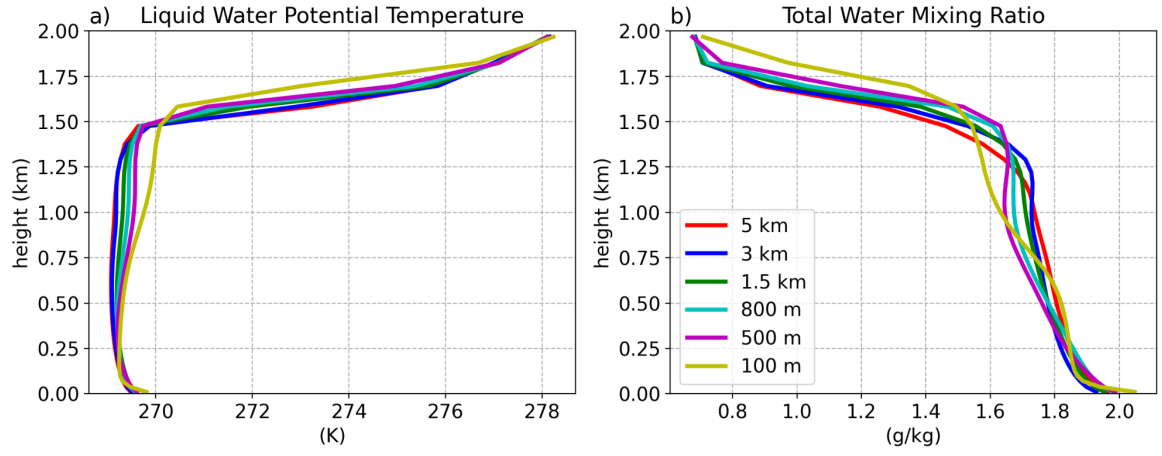 a) Liquid Water Potential Temperature
2.00
1.75
1.50
1.25
1.00
0.75
0.50
0.25
0.00
height (km)
270 272 274 276 278
(K)
b) Total Water Mixing Ratio
2.00
1.75
1.50
1.25
1.00
0.75
0.50
0.25
0.00
height (km)
5 km
3 km
1.5 km
800 m
500 m
100 m
0.8 1.0 1.2 1.4 1.6 1.8 2.0
(g/kg)